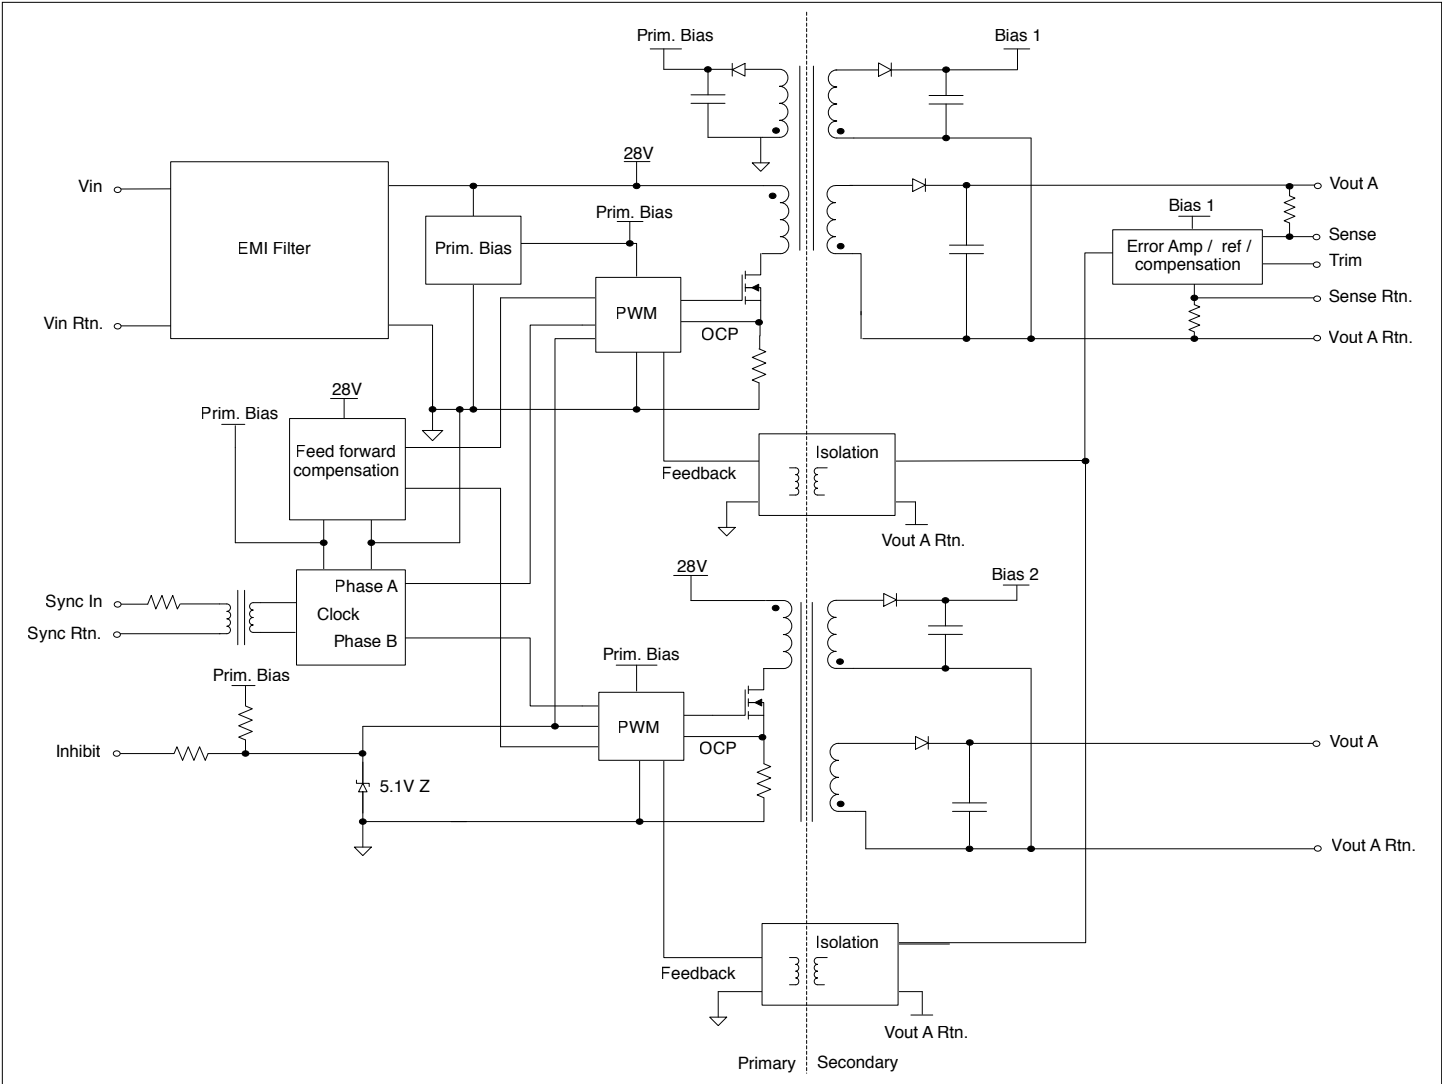 Prim. Bias
Bias 1
28V
Vin
Vout A
Prim. Bias
Bias 1
Sense
EMI Filter
Prim. Bias
Error Amp / ref /
compensation
Trim
Sense Rtn.
PWM
Vin Rtn.
OCP
Vout A Rtn.
28V
Prim. Bias
Feed forward
compensation
Isolation
Feedback
Vout A Rtn.
28V
Bias 2
Phase A
Sync In
Clock
Sync Rtn.
Phase B
Prim. Bias
Prim. Bias
PWM
Inhibit
OCP
Vout A
5.1V Z
Vout A Rtn.
Isolation
Feedback
Vout A Rtn.
Primary
Secondary